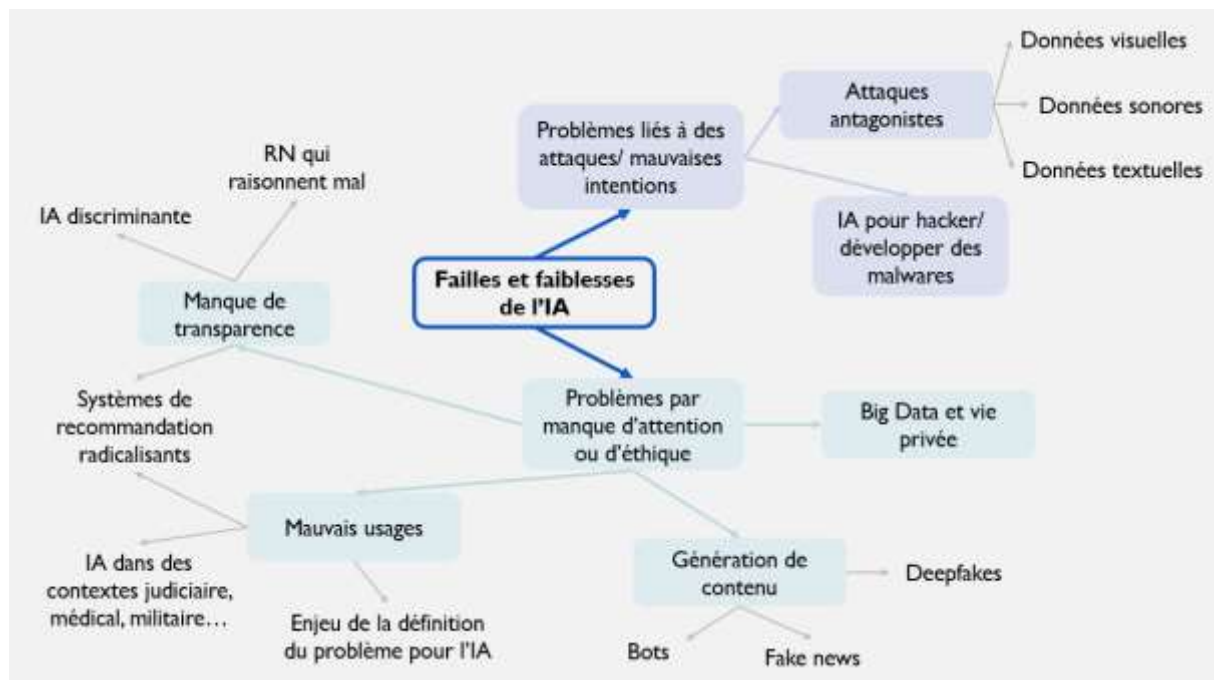 Données visuelles
Attaques
antagonistes
Données sonores
Problèmes liés à des
attaques/ mauvaises
intentions
RN qui
raisonnent mal
Données textuelles
IA discriminante
IA pour hacker/
développer des
malwares
Failles et faiblesses
de l'IA
Manque de
transparence
Problèmes par
manque d'attention
ou d'éthique
Big Data et vie
privée
Systèmes de
recommandation
radicalisants
Mauvais usages
IA dans des
contextes judiciaire,
médical, militaire…
Génération de
contenu
Deepfakes
Enjeu de la définition
du problème pour l'IA
Bots
Fake news